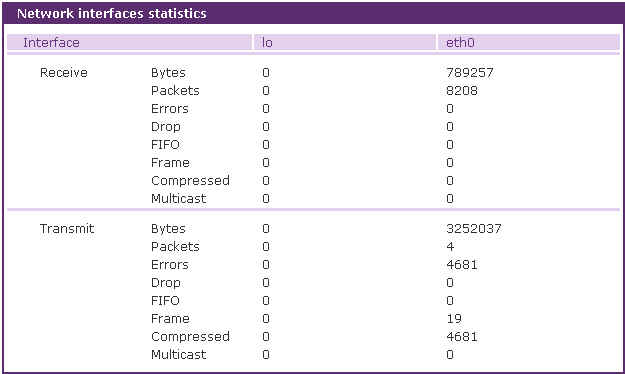 Network interfaces statistics
Interface lo eth0
Receive Bytes 0 789257
Packets 0 8208
Errors 0 0
Drop 0 0
FIFO 0 0
Frame 0 0
Compressed 0 0
Multicast 0 0
Transmit Bytes 0 3252037
Packets 0 4
Errors 0 4681
Drop 0 0
FIFO 0 0
Frame 0 19
Compressed 0 4681
Multicast 0 0